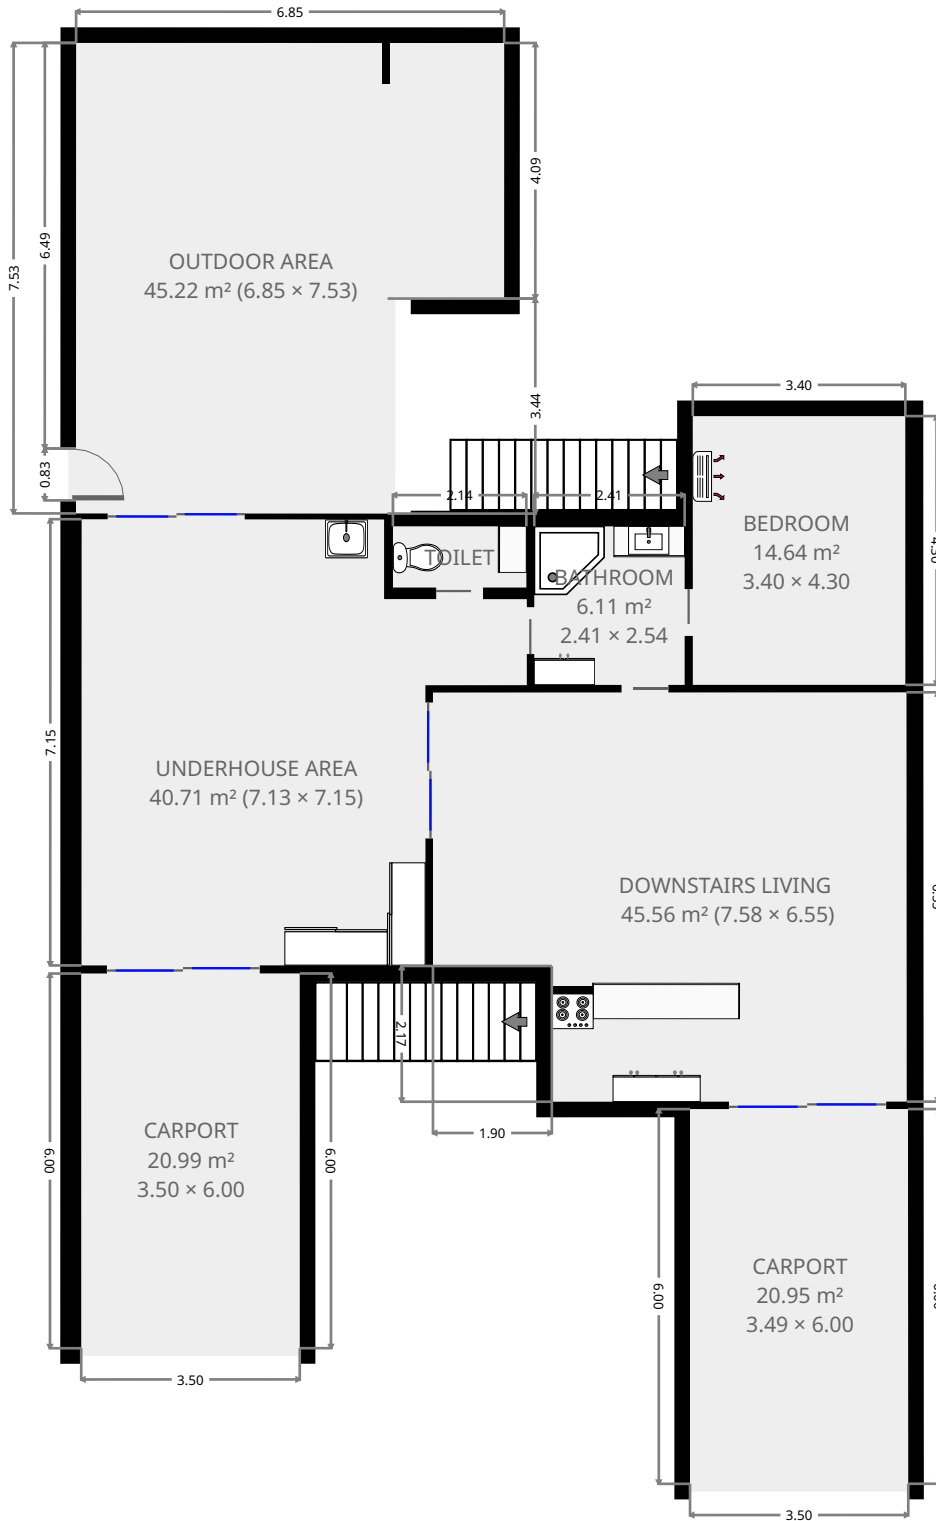 6.85
7.53
6.49
4.09
OUTDOOR AREA
45.22 m² (6.85 × 7.53)
3.44
3.40
0.83
2.14
2.41
TOILET
BATHROOM
6.11 m²
2.41 × 2.54
BEDROOM
14.64 m²
3.40 × 4.30
7.15
UNDERHOUSE AREA
40.71 m² (7.13 × 7.15)
DOWNSTAIRS LIVING
45.56 m² (7.58 × 6.55)
2.17
1.90
6.00
CARPORT
20.99 m²
3.50 × 6.00
6.00
3.50
6.00
CARPORT
20.95 m²
3.49 × 6.00
3.50